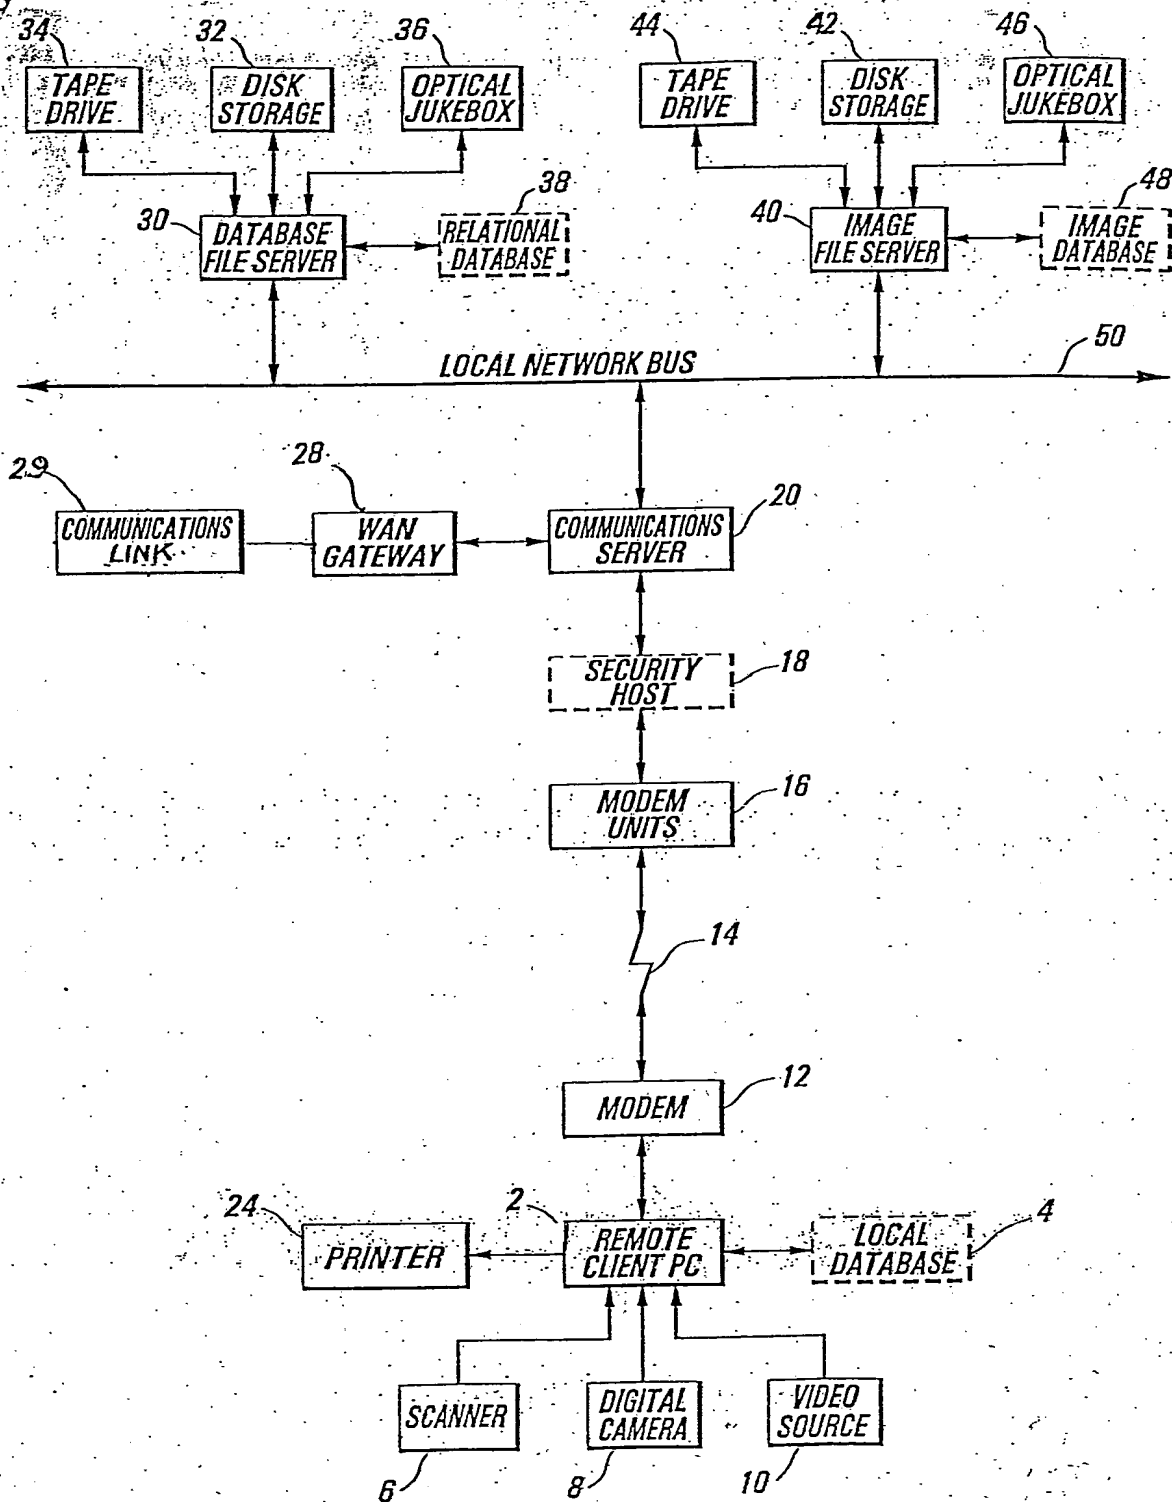 34
32
36
44
42
46
TAPE
DRIVE
DISK
STORAGE
OPTICAL
JUKEBOX
TAPE
DRIVE
DISK
STORAGE
OPTICAL
JUKEBOX
30
DATABASE
FILE SERVER
38
RELATIONAL
DATABASE
40
IMAGE
FILE SERVER
48
IMAGE
DATABASE
LOCAL NETWORK BUS
50
29
COMMUNICATIONS
LINK
28
WAN
GATEWAY
COMMUNICATIONS
SERVER
20
SECURITY
HOST
18
MODEM
UNITS
16
14
MODEM
12
24
PRINTER
2
REMOTE
CLIENT PC
LOCAL
DATABASE
4
SCANNER
DIGITAL
CAMERA
VIDEO
SOURCE
6
8
10